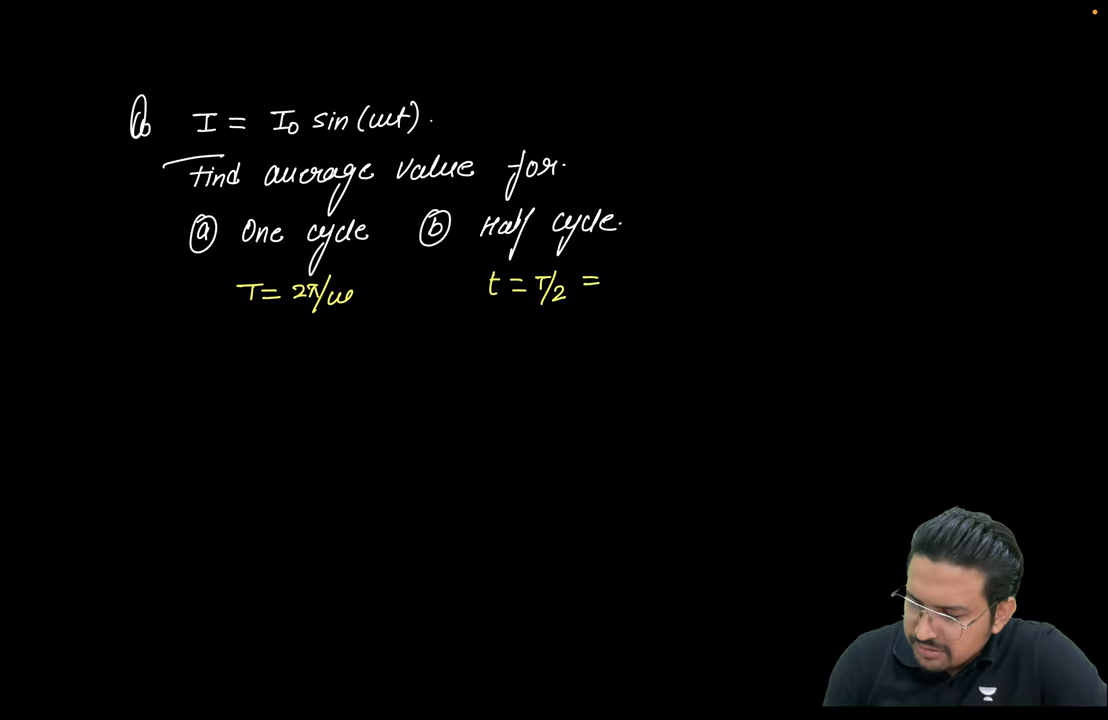 Q I = I₀ sin(ωt).
Find average value for.
ⓐ One cycle ⓑ Half cycle.
T = 2π/ω t = T/2 =